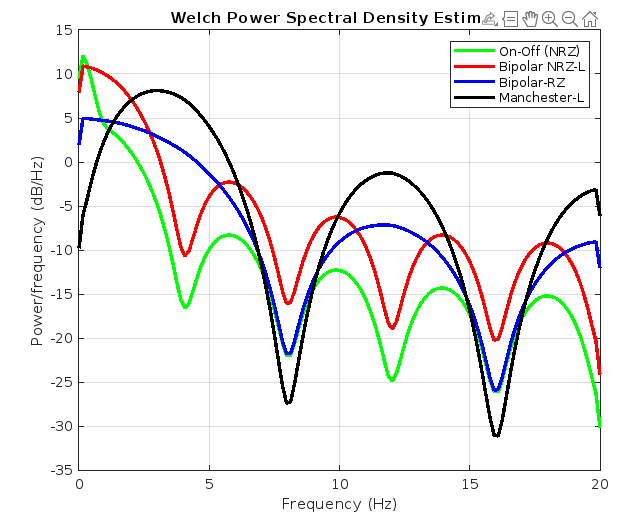 Welch Power Spectral Density Estim
15
10
5
0
-5
-10
-15
-20
-25
-30
-35
0
5
10
15
20
Power/frequency (dB/Hz)
Frequency (Hz)
On-Off (NRZ)
Bipolar NRZ-L
Bipolar-RZ
Manchester-L